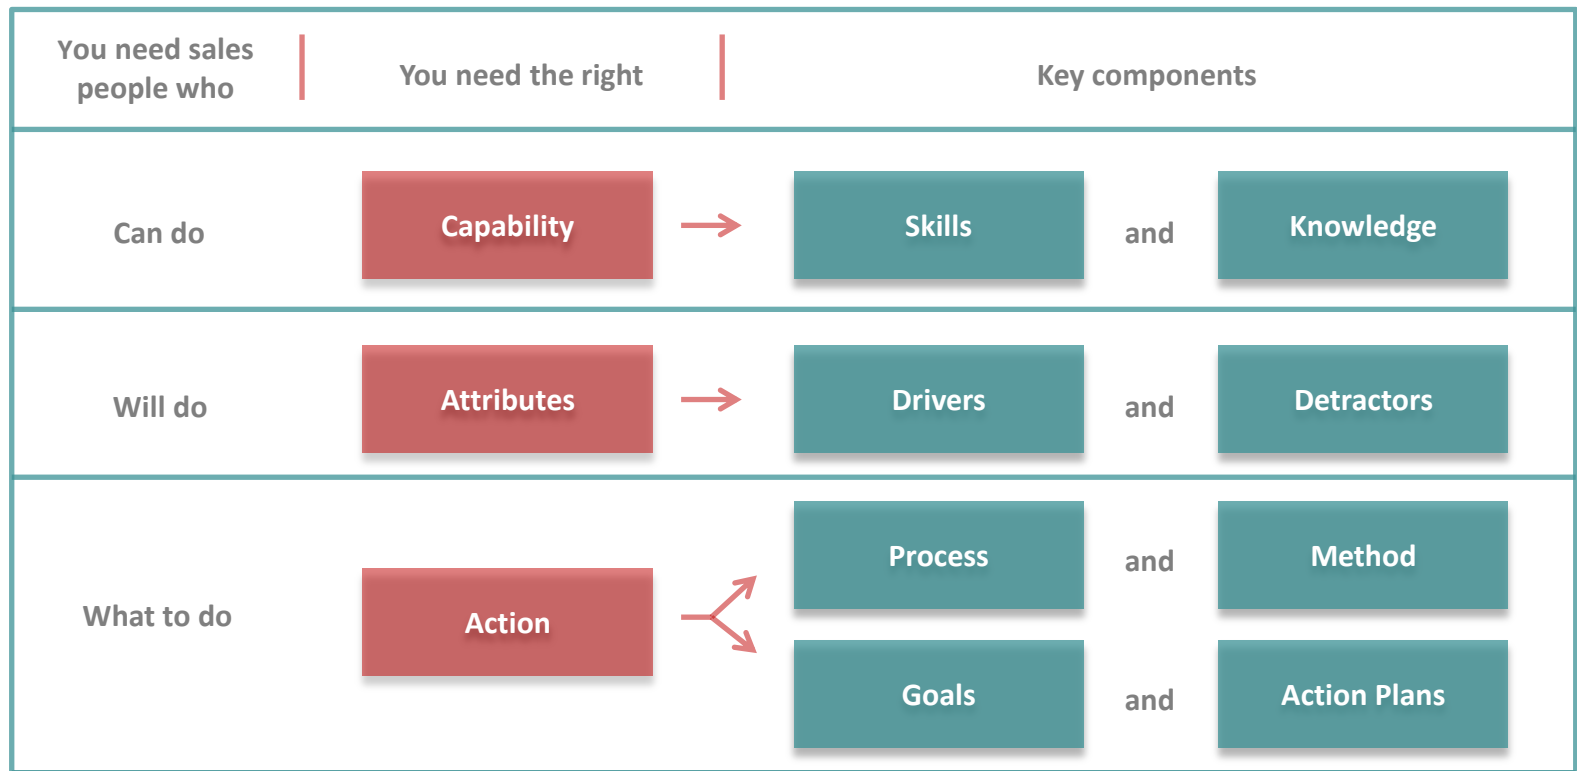 You need sales
people who
You need the right
Key components
Can do
Capability
Skills
and
Knowledge
Will do
Attributes
Drivers
and
Detractors
What to do
Action
Process
and
Method
Goals
and
Action Plans